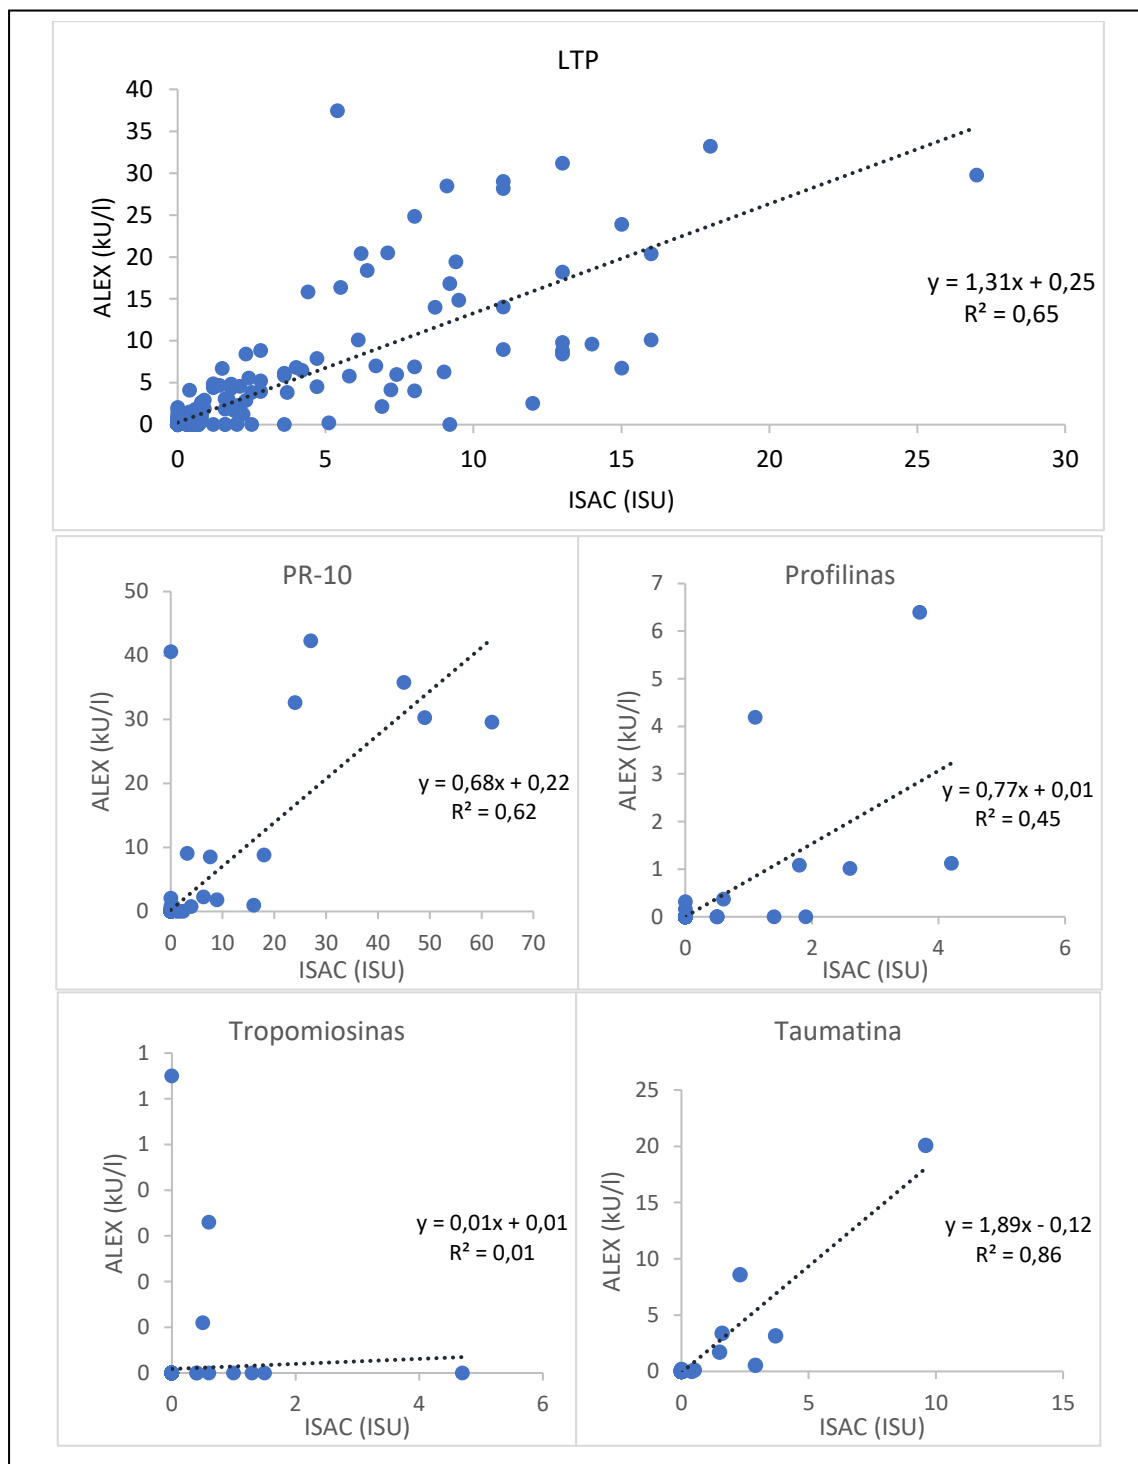 LTP
40
35
30
25
20
15
10
5
0
ALEX (kU/l)
0 5 10 15 20 25 30
ISAC (ISU)
y = 1,31x + 0,25
R² = 0,65
PR-10
50
40
30
20
10
0
ALEX (kU/l)
0 10 20 30 40 50 60 70
ISAC (ISU)
y = 0,68x + 0,22
R² = 0,62
Profilinas
7
6
5
4
3
2
1
0
ALEX (kU/l)
0 2 4 6
ISAC (ISU)
y = 0,77x + 0,01
R² = 0,45
Tropomiosinas
1
1
1
0
0
0
0
0
ALEX (kU/l)
0 2 4 6
ISAC (ISU)
y = 0,01x + 0,01
R² = 0,01
Taumatina
25
20
15
10
5
0
ALEX (kU/l)
0 5 10 15
ISAC (ISU)
y = 1,89x - 0,12
R² = 0,86